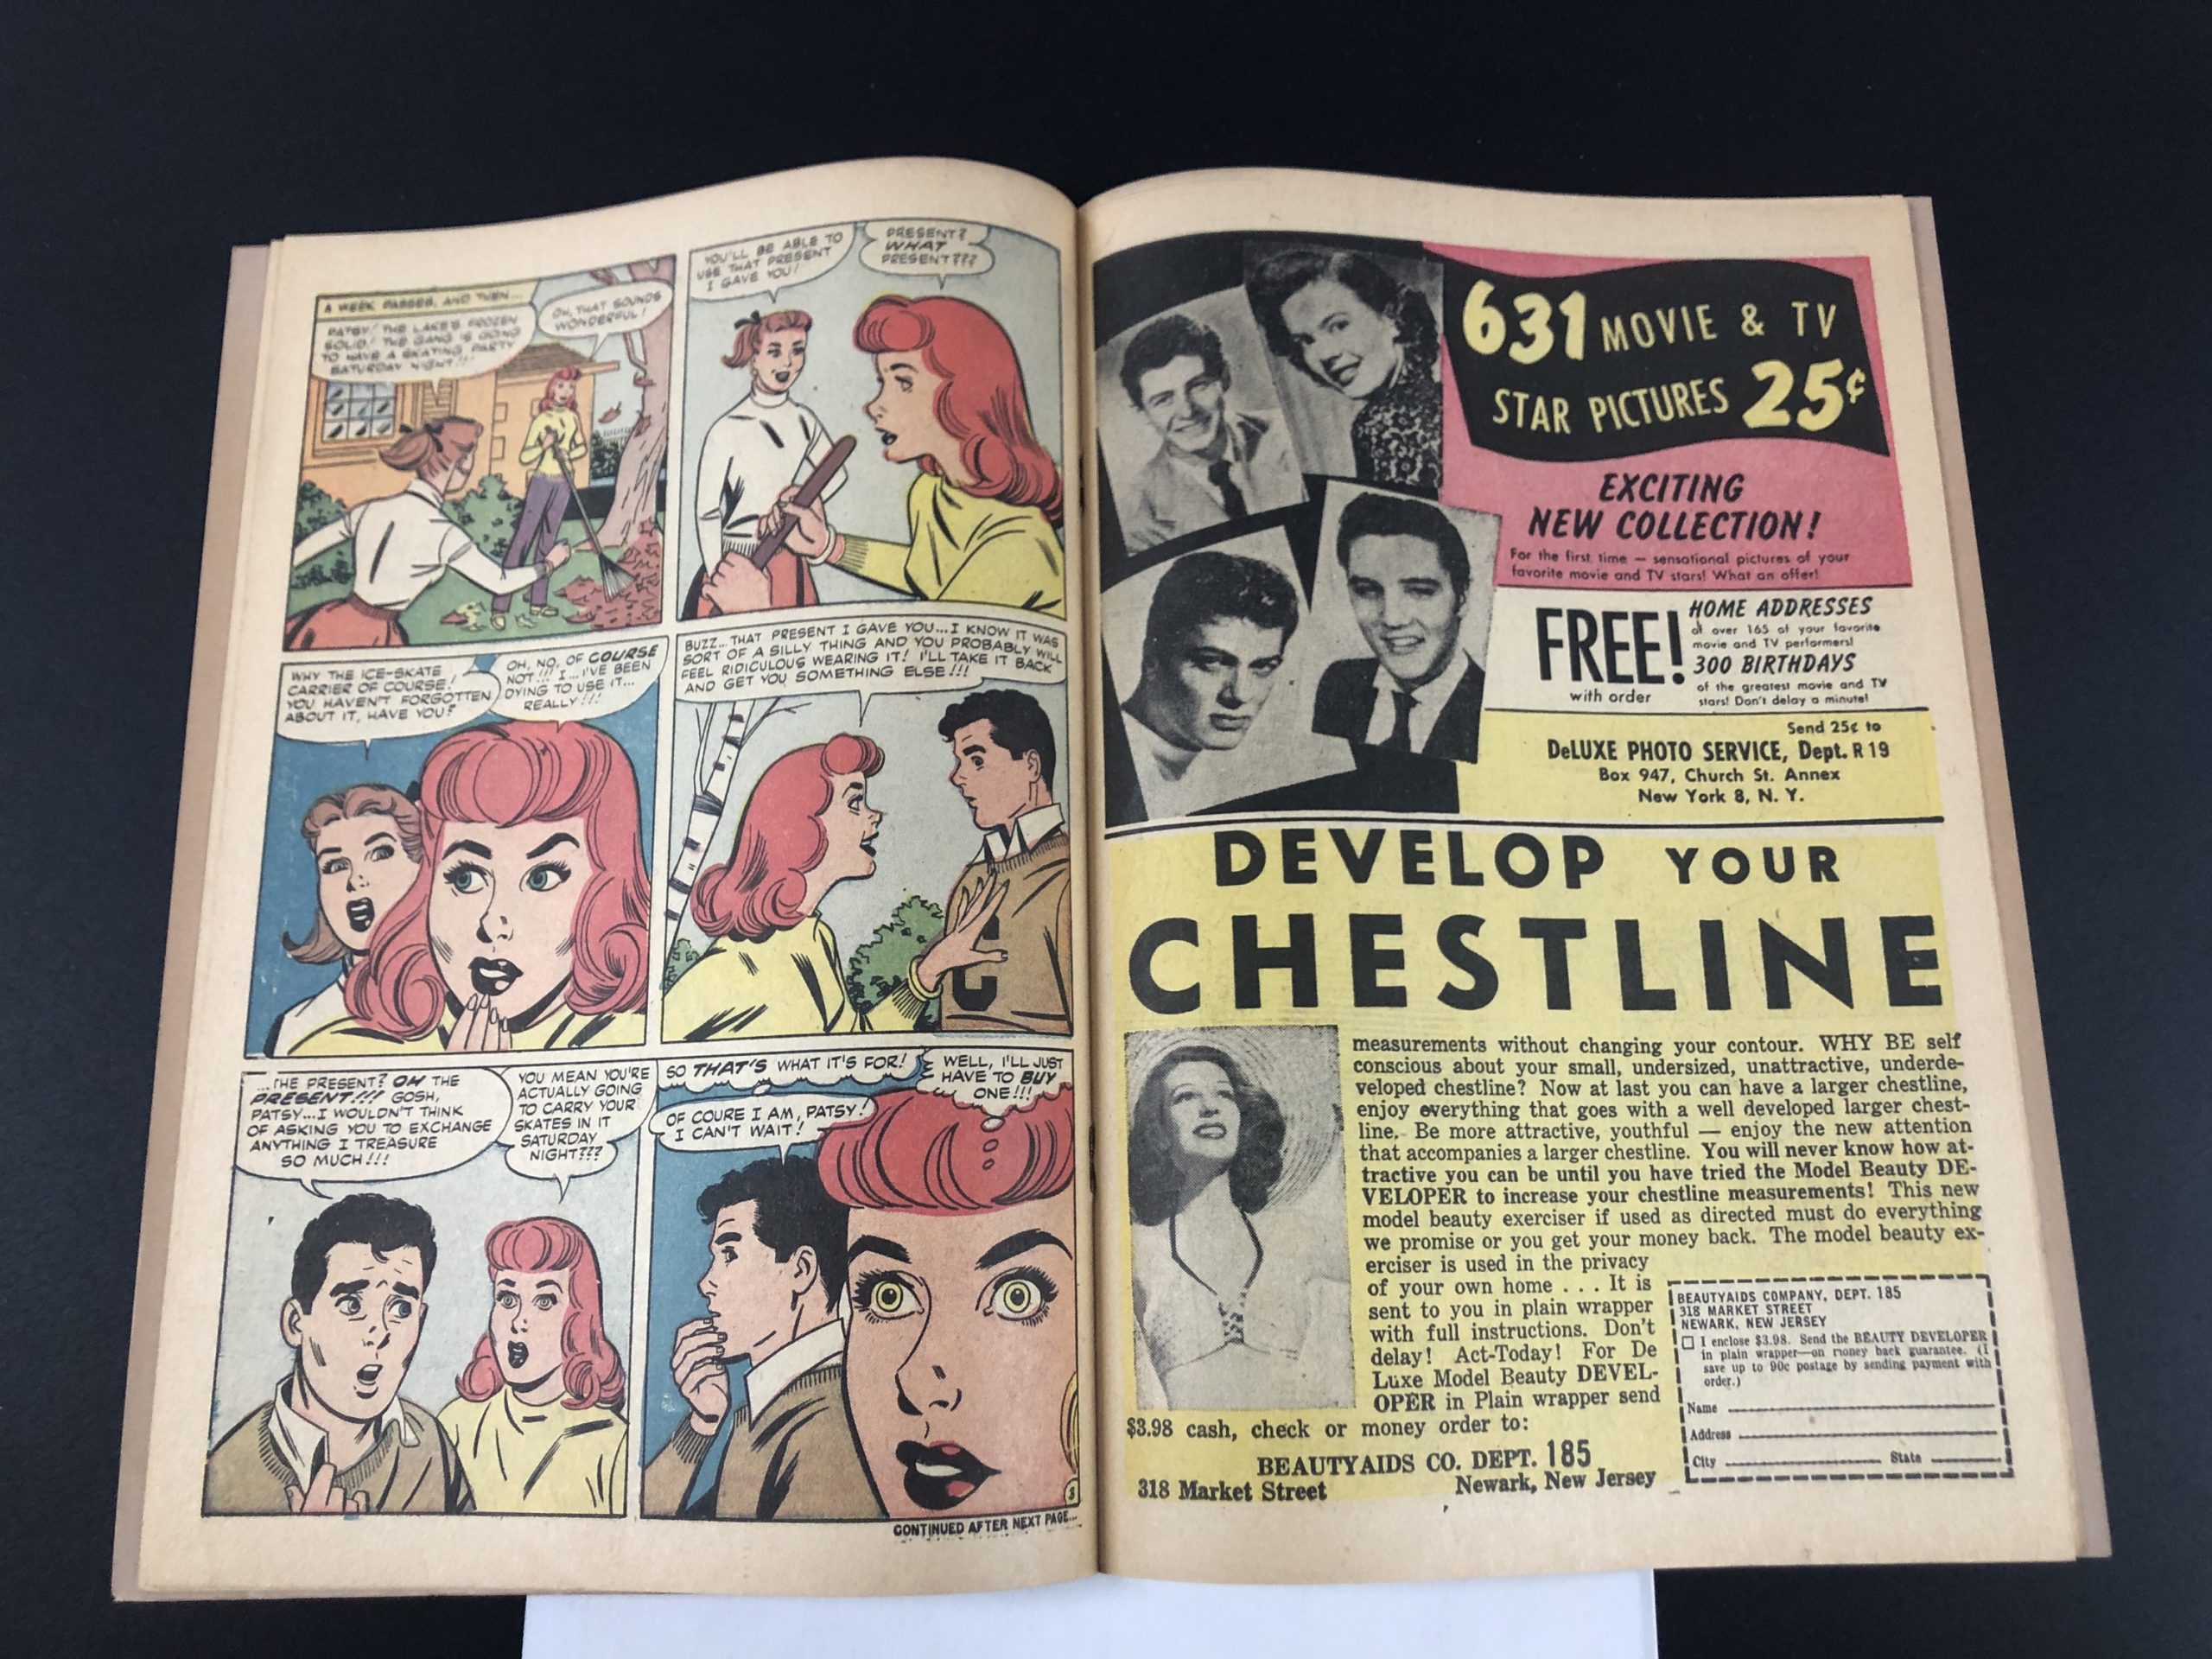 A WEEK PASSES, AND THEN...
PATSY! THE LAKE'S FROZEN
SOLID! THE GANG IS GOING
TO HAVE A SKATING PARTY
SATURDAY NIGHT!!
OH, THAT SOUNDS
WONDERFUL!
YOU'LL BE ABLE TO
USE THAT PRESENT
I GAVE YOU!
PRESENT?
WHAT
PRESENT???
WHY THE ICE-SKATE
CARRIER OF COURSE!
YOU HAVEN'T FORGOTTEN
ABOUT IT, HAVE YOU?
OH, NO, OF COURSE
NOT!!! I...I'VE BEEN
DYING TO USE IT...
REALLY!!!
BUZZ...THAT PRESENT I GAVE YOU...I KNOW IT WAS
SORT OF A SILLY THING AND YOU PROBABLY WILL
FEEL RIDICULOUS WEARING IT! I'LL TAKE IT BACK
AND GET YOU SOMETHING ELSE!!!
C
...THE PRESENT? OH THE
PRESENT!!! GOSH,
PATSY...I WOULDN'T THINK
OF ASKING YOU TO EXCHANGE
ANYTHING I TREASURE
SO MUCH!!!
YOU MEAN YOU'RE
ACTUALLY GOING
TO CARRY YOUR
SKATES IN IT
SATURDAY
NIGHT???
SO THAT'S WHAT IT'S FOR!
OF COURE I AM, PATSY!
I CAN'T WAIT!
WELL, I'LL JUST
HAVE TO BUY
ONE!!!
3
CONTINUED AFTER NEXT PAGE...
631 MOVIE & TV
STAR PICTURES 25¢
EXCITING
NEW COLLECTION!
For the first time — sensational pictures of your
favorite movie and TV stars! What an offer!
FREE!
with order
HOME ADDRESSES
of over 165 of your favorite
movie and TV performers!
300 BIRTHDAYS
of the greatest movie and TV
stars! Don't delay a minute!
Send 25¢ to
DeLUXE PHOTO SERVICE, Dept. R 19
Box 947, Church St. Annex
New York 8, N. Y.
DEVELOP YOUR
CHESTLINE
measurements without changing your contour. WHY BE self
conscious about your small, undersized, unattractive, underde-
veloped chestline? Now at last you can have a larger chestline,
enjoy everything that goes with a well developed larger chest-
line. Be more attractive, youthful — enjoy the new attention
that accompanies a larger chestline. You will never know how at-
tractive you can be until you have tried the Model Beauty DE-
VELOPER to increase your chestline measurements! This new
model beauty exerciser if used as directed must do everything
we promise or you get your money back. The model beauty ex-
erciser is used in the privacy
of your own home . . . It is
sent to you in plain wrapper
with full instructions. Don't
delay! Act-Today! For De
Luxe Model Beauty DEVEL-
OPER in Plain wrapper send
$3.98 cash, check or money order to:
BEAUTYAIDS CO. DEPT. 185
318 Market Street Newark, New Jersey
BEAUTYAIDS COMPANY, DEPT. 185
318 MARKET STREET
NEWARK, NEW JERSEY
☐ I enclose $3.98. Send the BEAUTY DEVELOPER
in plain wrapper—on money back guarantee. (I
save up to 90c postage by sending payment with
order.)
Name
Address
City State